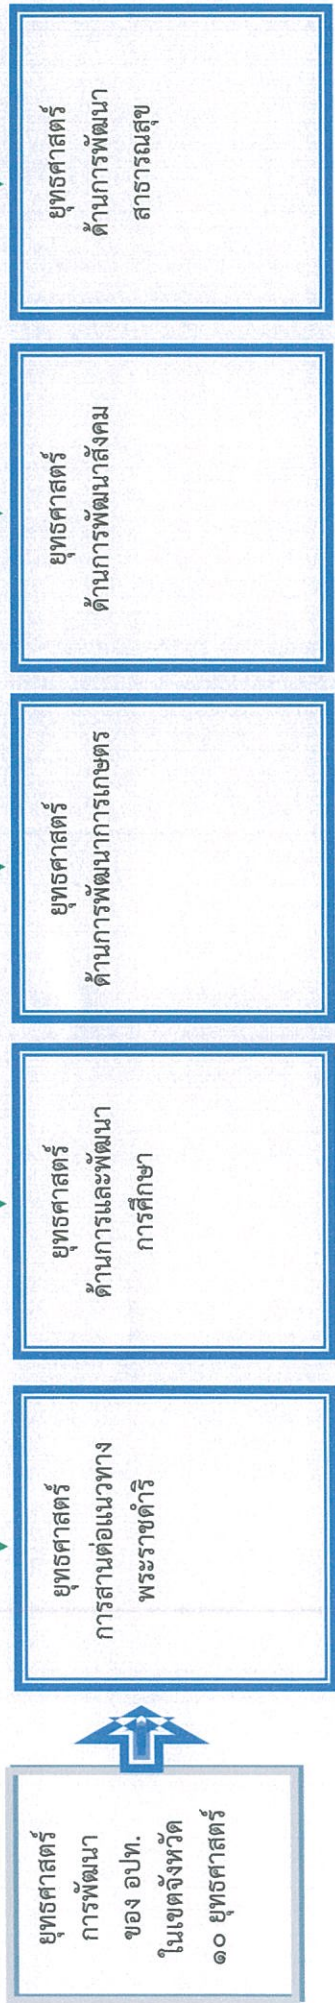 ยุทธศาสตร์
การพัฒนา
ของ อปท.
ในเขตจังหวัด
๑๐ ยุทธศาสตร์
ยุทธศาสตร์
การสานต่อแนวทาง
พระราชดำริ
ยุทธศาสตร์
ด้านการและพัฒนา
การศึกษา
ยุทธศาสตร์
ด้านการพัฒนาการเกษตร
ยุทธศาสตร์
ด้านการพัฒนาสังคม
ยุทธศาสตร์
ด้านการพัฒนา
สาธารณสุข